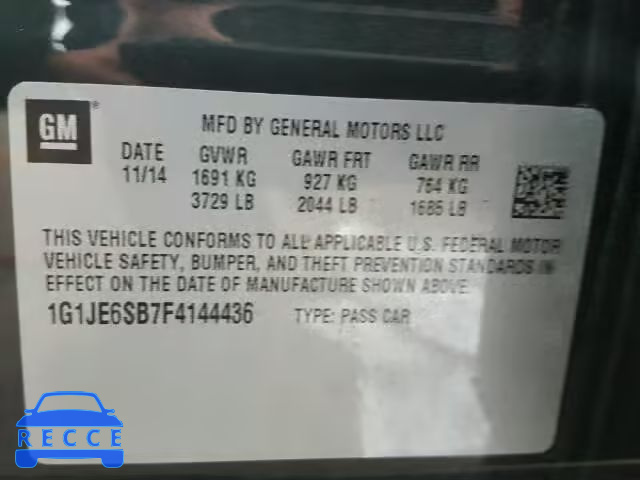 GM ®
MFD BY GENERAL MOTORS LLC
DATE GVWR GAWR FRT GAWR RR
11/14 1691 KG 927 KG 764 KG
3729 LB 2044 LB 1685 LB
THIS VEHICLE CONFORMS TO ALL APPLICABLE U.S. FEDERAL MOTOR
VEHICLE SAFETY, BUMPER, AND THEFT PREVENTION STANDARDS IN
EFFECT ON THE DATE OF MANUFACTURE SHOWN ABOVE.
1G1JE6SB7F4144436 TYPE: PASS CAR
RECCE